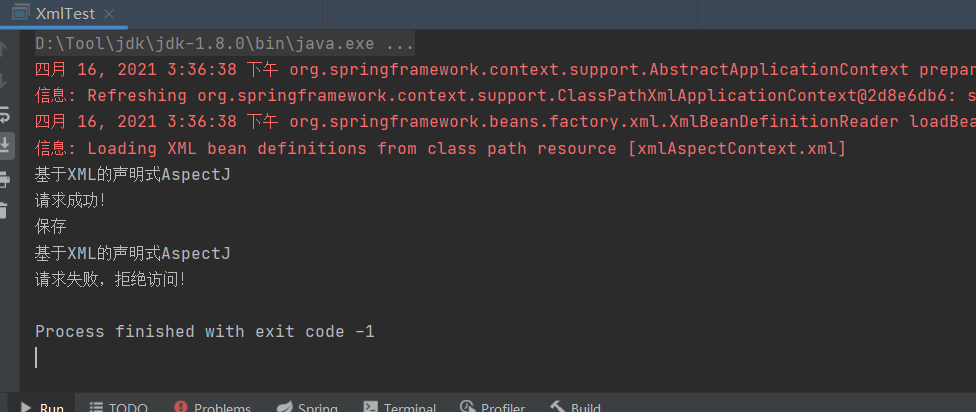 XmlTest
D:\Tool\jdk\jdk-1.8.0\bin\java.exe ...
四月 16, 2021 3:36:38 下午 org.springframework.context.support.AbstractApplicationContext prepar
信息: Refreshing org.springframework.context.support.ClassPathXmlApplicationContext@2d8e6db6: s
四月 16, 2021 3:36:38 下午 org.springframework.beans.factory.xml.XmlBeanDefinitionReader loadBea
信息: Loading XML bean definitions from class path resource [xmlAspectContext.xml]
基于XML的声明式AspectJ
请求成功!
保存
基于XML的声明式AspectJ
请求失败，拒绝访问!
Process finished with exit code -1
Run TODO Problems Spring Terminal Profiler Build